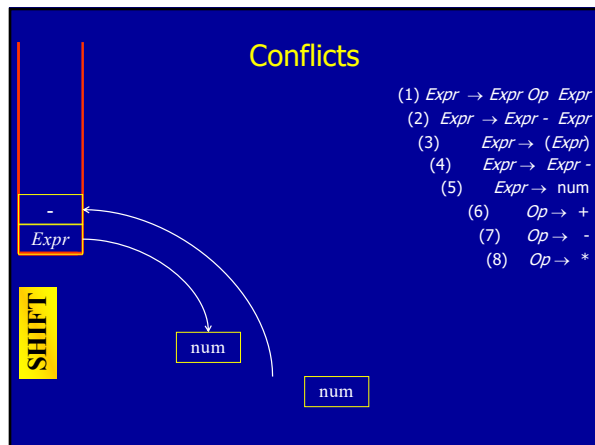 Conflicts
(1) Expr → Expr Op Expr
(2) Expr → Expr - Expr
(3) Expr → (Expr)
(4) Expr → Expr -
(5) Expr → num
(6) Op → +
(7) Op → -
(8) Op → *
-
Expr
SHIFT
num
num